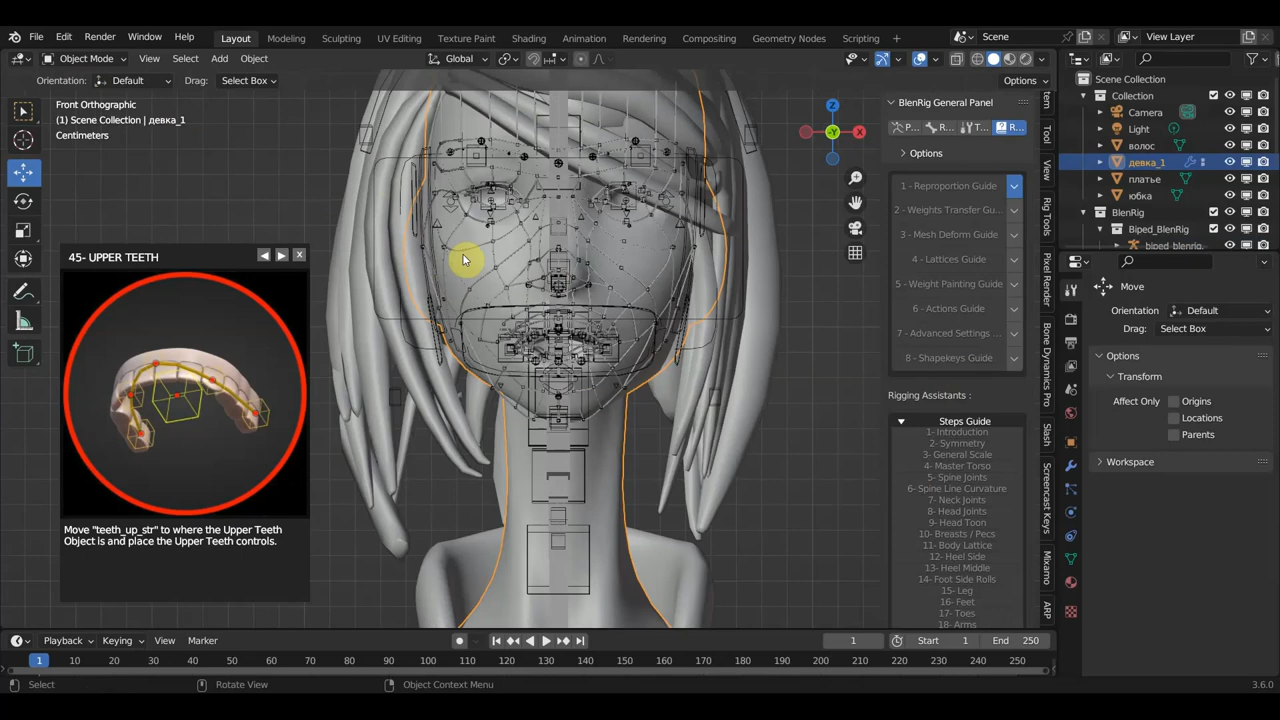 File Edit Render Window Help
Layout Modeling Sculpting UV Editing Texture Paint Shading Animation Rendering Compositing Geometry Nodes Scripting +
Scene
View Layer
Object Mode View Select Add Object
Global
Orientation: Default Drag: Select Box
Options
Front Orthographic
(1) Scene Collection | девка_1
Centimeters
45- UPPER TEETH
Move "teeth_up_str" to where the Upper Teeth
Object is and place the Upper Teeth controls.
Z
-Y
X
BlenRig General Panel
P...
R...
T...
R...
Options
1 - Reproportion Guide
2 - Weights Transfer Gu...
3 - Mesh Deform Guide
4 - Lattices Guide
5 - Weight Painting Guide
6 - Actions Guide
7 - Advanced Settings ...
8 - Shapekeys Guide
Rigging Assistants :
Steps Guide
1- Introduction
2- Symmetry
3- General Scale
4- Master Torso
5- Spine Joints
6- Spine Line Curvature
7- Neck Joints
8- Head Joints
9- Head Toon
10- Breasts / Pecs
11- Body Lattice
12- Heel Side
13- Heel Middle
14- Foot Side Rolls
15- Leg
16- Feet
17- Toes
18- Arms
Tool
View
Rig Tools
Pixel Render
Bone Dynamics Pro
Slash
Screencast Keys
Mixamo
ARP
Scene Collection
Collection
Camera
Light
волос
девка_1
платье
юбка
BlenRig
Biped_BlenRig
biped_blenrig.
Move
Orientation Default
Drag: Select Box
Options
Transform
Affect Only Origins
Locations
Parents
Workspace
Playback Keying View Marker
1
Start 1
End 250
1 10 20 30 40 50 60 70 80 90 100 110 120 130 140 150 160 170 180 190 200 210 220 230 240 250
Select
Rotate View
Object Context Menu
3.6.0